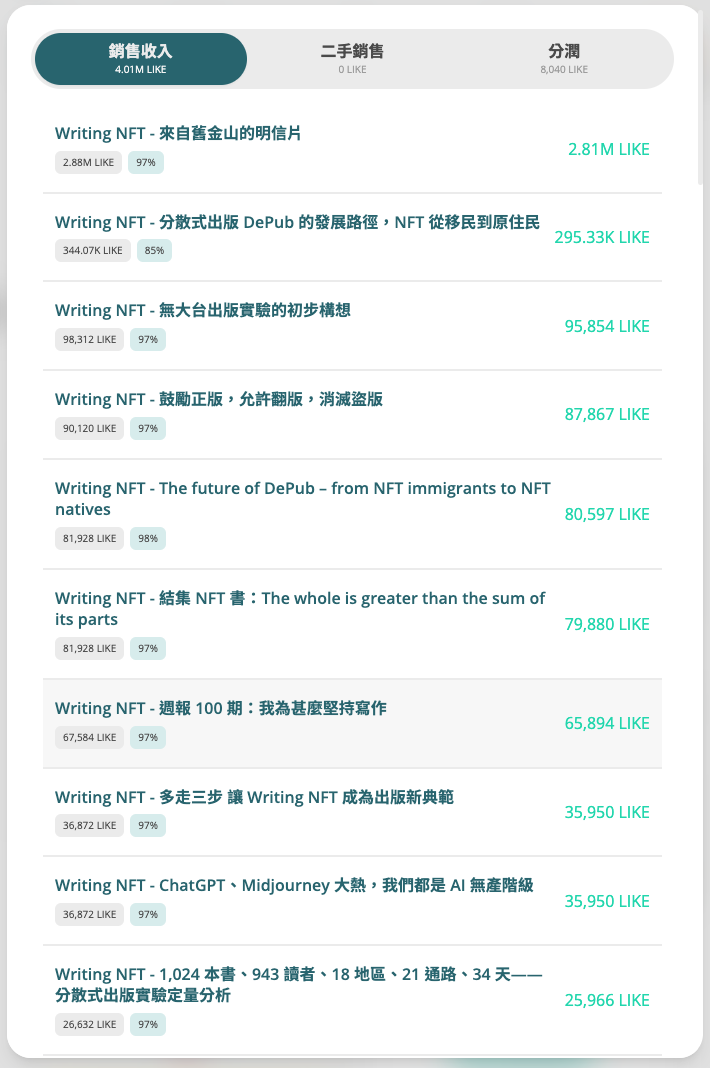 銷售收入
4.01M LIKE
二手銷售
0 LIKE
分潤
8,040 LIKE
Writing NFT - 來自舊金山的明信片
2.88M LIKE 97%
2.81M LIKE
Writing NFT - 分散式出版 DePub 的發展路徑，NFT 從移民到原住民
344.07K LIKE 85%
295.33K LIKE
Writing NFT - 無大台出版實驗的初步構想
98,312 LIKE 97%
95,854 LIKE
Writing NFT - 鼓勵正版，允許翻版，消滅盜版
90,120 LIKE 97%
87,867 LIKE
Writing NFT - The future of DePub – from NFT immigrants to NFT
natives
81,928 LIKE 98%
80,597 LIKE
Writing NFT - 結集 NFT 書：The whole is greater than the sum of
its parts
81,928 LIKE 97%
79,880 LIKE
Writing NFT - 週報 100 期：我為甚麼堅持寫作
67,584 LIKE 97%
65,894 LIKE
Writing NFT - 多走三步 讓 Writing NFT 成為出版新典範
36,872 LIKE 97%
35,950 LIKE
Writing NFT - ChatGPT、Midjourney 大熱，我們都是 AI 無產階級
36,872 LIKE 97%
35,950 LIKE
Writing NFT - 1,024 本書、943 讀者、18 地區、21 通路、34 天——
分散式出版實驗定量分析
26,632 LIKE 97%
25,966 LIKE